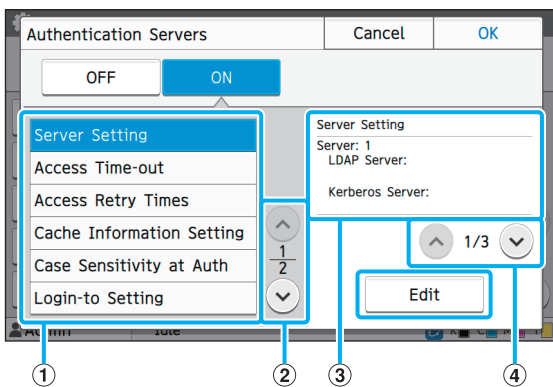 Authentication Servers
Cancel
OK
OFF
ON
Server Setting
Access Time-out
Access Retry Times
Cache Information Setting
Case Sensitivity at Auth
Login-to Setting
1
2
Server Setting
Server: 1
LDAP Server:
Kerberos Server:
1/3
Edit
Admin
Idle
K
C
M
Y
1
2
3
4